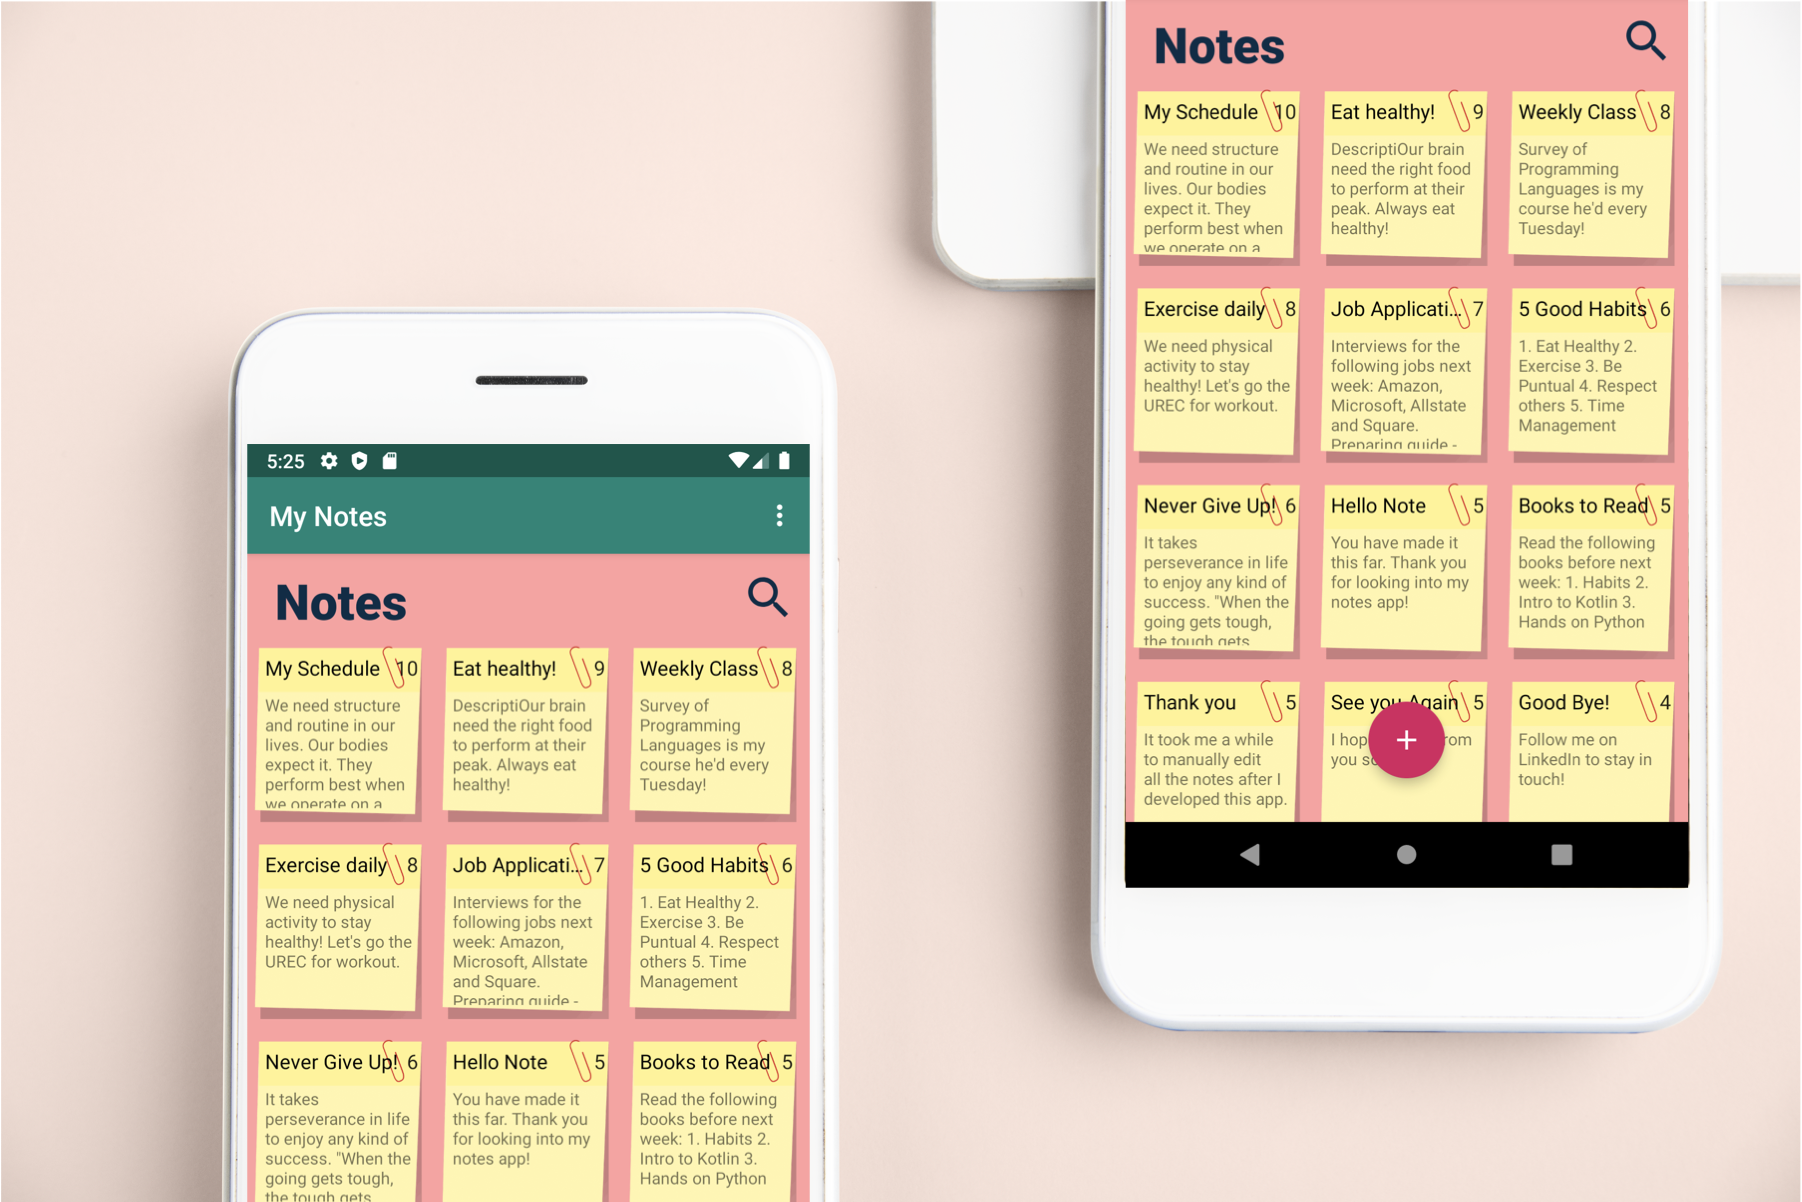 5:25
My Notes
Notes
My Schedule 10
We need structure
and routine in our
lives. Our bodies
expect it. They
perform best when
we operate on a
Eat healthy! 9
DescriptiOur brain
need the right food
to perform at their
peak. Always eat
healthy!
Weekly Class 8
Survey of
Programming
Languages is my
course he'd every
Tuesday!
Exercise daily 8
We need physical
activity to stay
healthy! Let's go the
UREC for workout.
Job Applicati... 7
Interviews for the
following jobs next
week: Amazon,
Microsoft, Allstate
and Square.
Preparing guide -
5 Good Habits 6
1. Eat Healthy 2.
Exercise 3. Be
Puntual 4. Respect
others 5. Time
Management
Never Give Up! 6
It takes
perseverance in life
to enjoy any kind of
success. "When the
going gets tough,
the tough gets
Hello Note 5
You have made it
this far. Thank you
for looking into my
notes app!
Books to Read 5
Read the following
books before next
week: 1. Habits 2.
Intro to Kotlin 3.
Hands on Python
Notes
My Schedule 10
We need structure
and routine in our
lives. Our bodies
expect it. They
perform best when
we operate on a
Eat healthy! 9
DescriptiOur brain
need the right food
to perform at their
peak. Always eat
healthy!
Weekly Class 8
Survey of
Programming
Languages is my
course he'd every
Tuesday!
Exercise daily 8
We need physical
activity to stay
healthy! Let's go the
UREC for workout.
Job Applicati... 7
Interviews for the
following jobs next
week: Amazon,
Microsoft, Allstate
and Square.
Preparing guide -
5 Good Habits 6
1. Eat Healthy 2.
Exercise 3. Be
Puntual 4. Respect
others 5. Time
Management
Never Give Up! 6
It takes
perseverance in life
to enjoy any kind of
success. "When the
going gets tough,
the tough gets
Hello Note 5
You have made it
this far. Thank you
for looking into my
notes app!
Books to Read 5
Read the following
books before next
week: 1. Habits 2.
Intro to Kotlin 3.
Hands on Python
Thank you 5
It took me a while
to manually edit
all the notes after I
developed this app.
See you Again 5
I
you
Good Bye! 4
Follow me on
LinkedIn to stay in
touch!